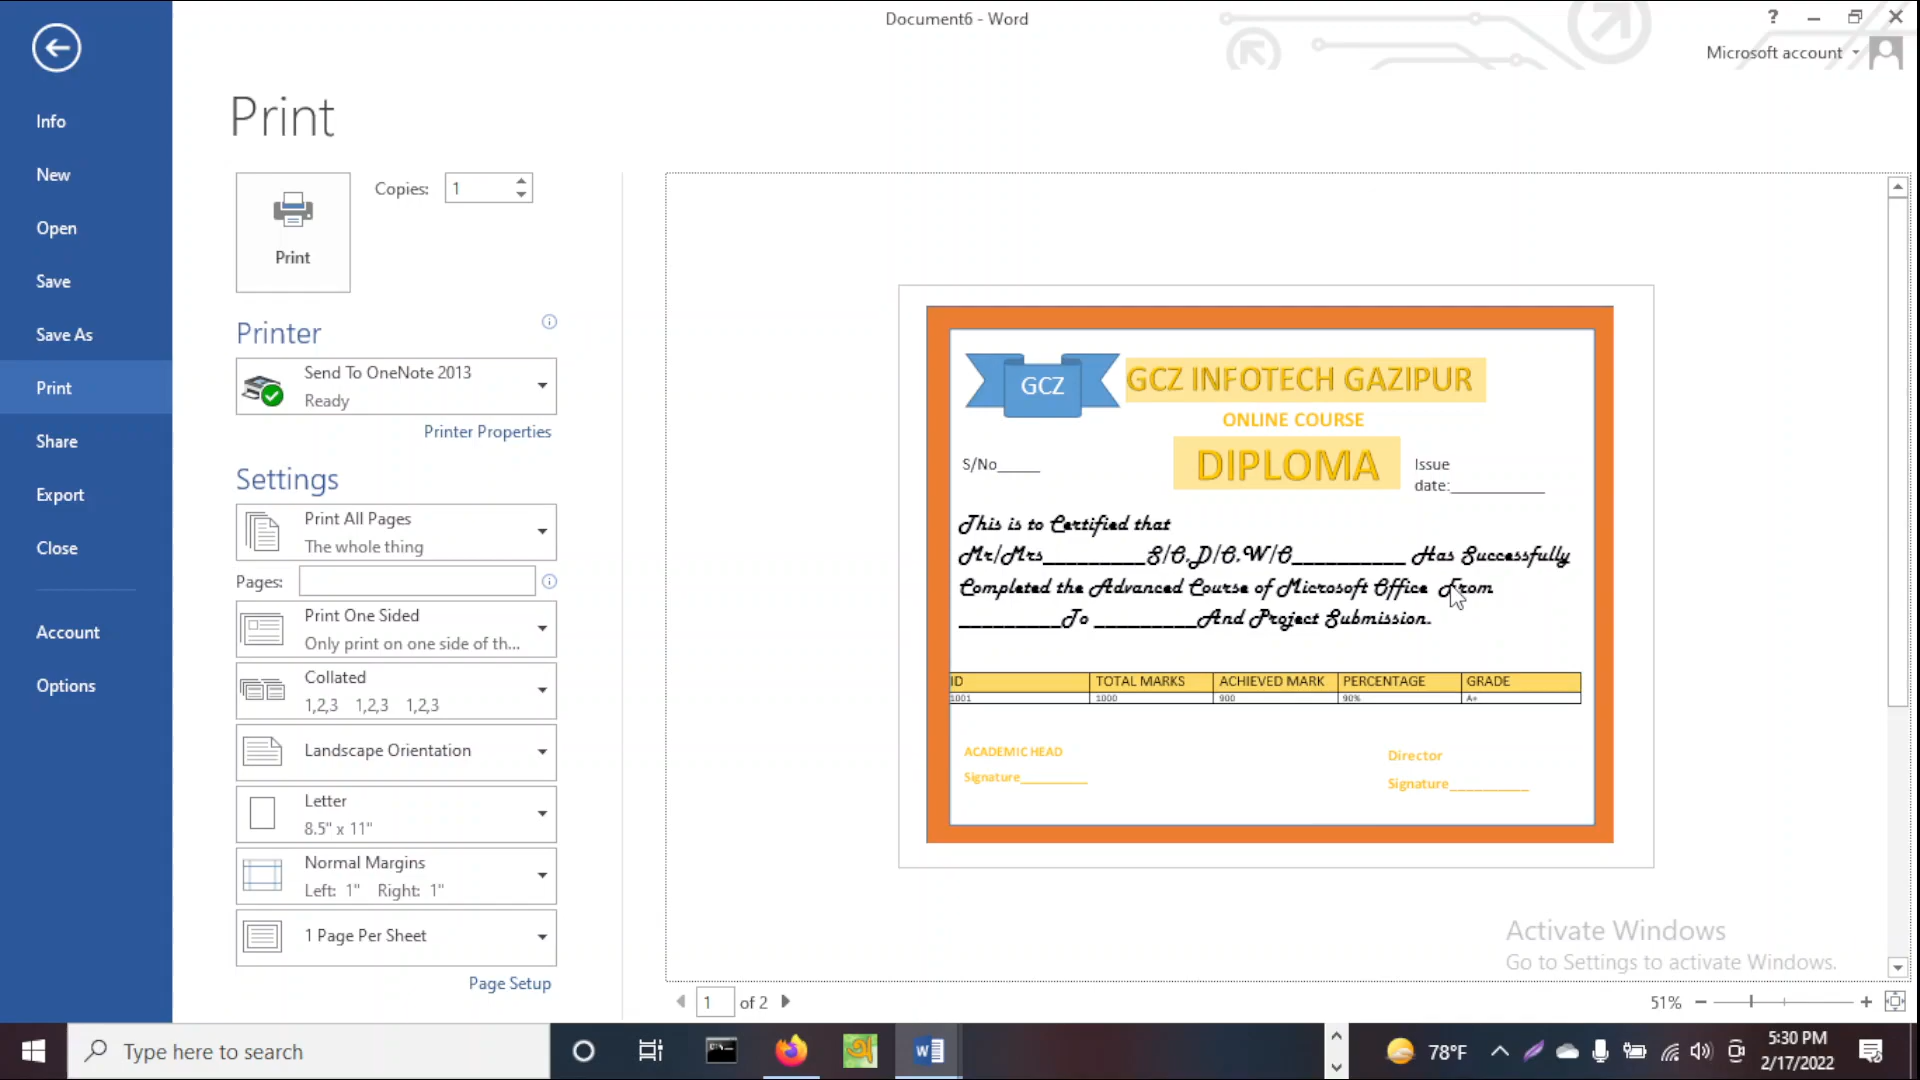 Document6 - Word
?
Microsoft account
Info
New
Open
Save
Save As
Print
Share
Export
Close
Account
Options
Print
Print
Copies: 1
Printer
Send To OneNote 2013
Ready
Printer Properties
Settings
Print All Pages
The whole thing
Pages:
Print One Sided
Only print on one side of th...
Collated
1,2,3 1,2,3 1,2,3
Landscape Orientation
Letter
8.5" x 11"
Normal Margins
Left: 1" Right: 1"
1 Page Per Sheet
Page Setup
GCZ
GCZ INFOTECH GAZIPUR
ONLINE COURSE
DIPLOMA
S/No_____
Issue
date:___________
This is to Certified that
Mr/Mrs_________S/O,D/O,W/O__________ Has Successfully
Completed the Advanced Course of Microsoft Office From
_________To _________And Project Submission.
ID TOTAL MARKS ACHIEVED MARK PERCENTAGE GRADE
1001 1000 900 90% A+
ACADEMIC HEAD
Signature__________
Director
Signature____________
Activate Windows
Go to Settings to activate Windows.
1 of 2
51%
Type here to search
78°F
5:30 PM
2/17/2022